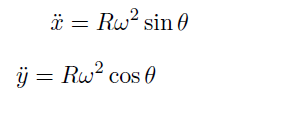 ẍ = Rω² sin θ
ÿ = Rω² cos θ